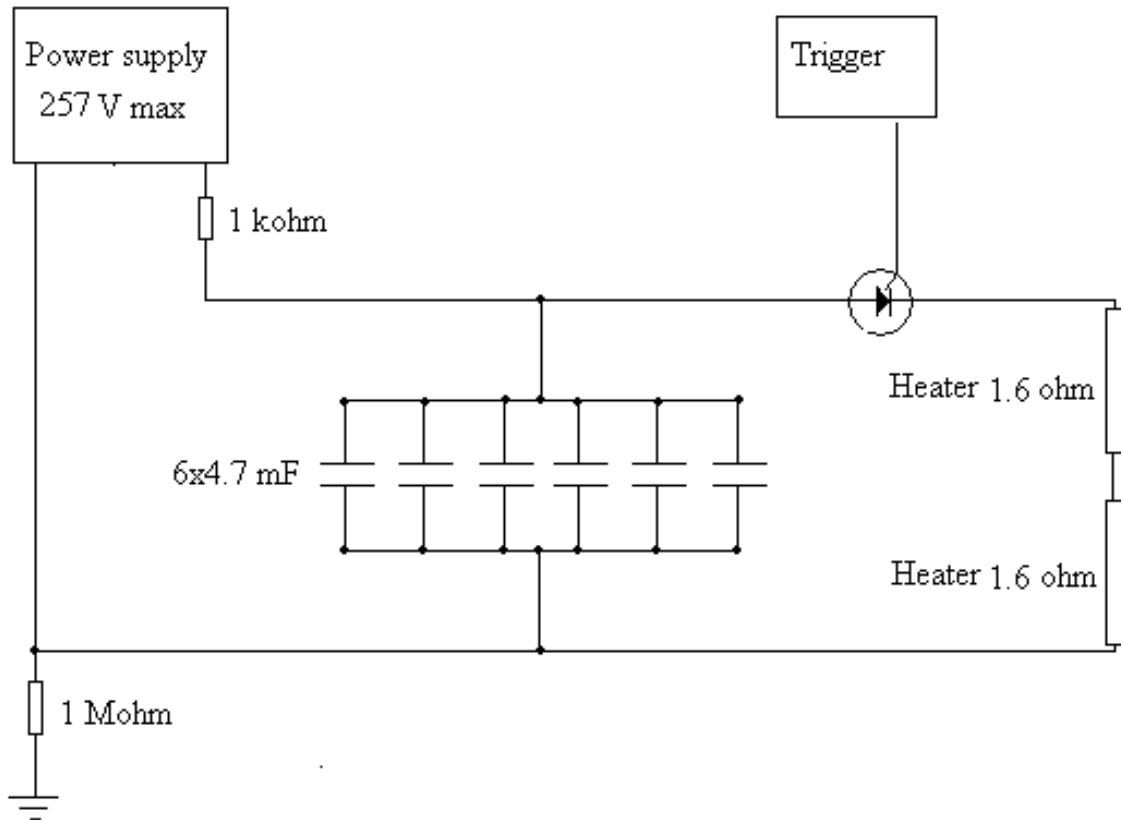 Power supply
257 V max
Trigger
1 kohm
Heater 1.6 ohm
6x4.7 mF
Heater 1.6 ohm
1 Mohm